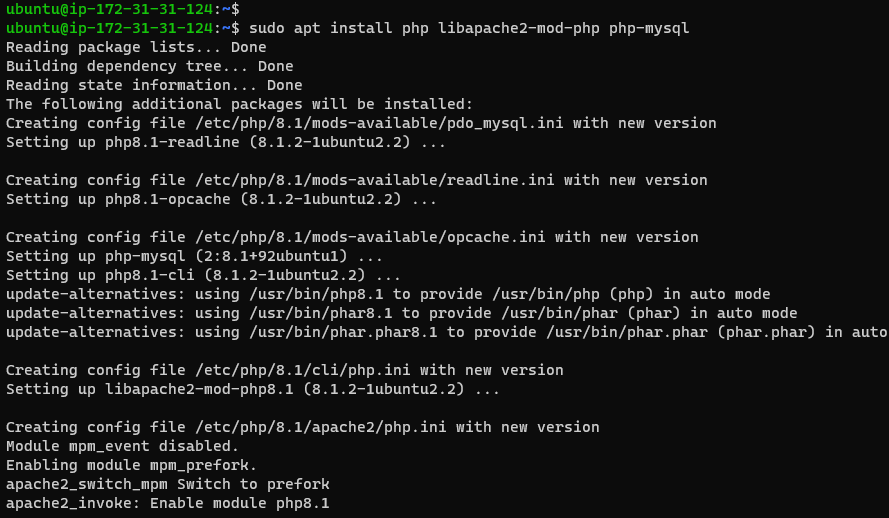 ubuntu@ip-172-31-31-124:~$
ubuntu@ip-172-31-31-124:~$ sudo apt install php libapache2-mod-php php-mysql
Reading package lists... Done
Building dependency tree... Done
Reading state information... Done
The following additional packages will be installed:
Creating config file /etc/php/8.1/mods-available/pdo_mysql.ini with new version
Setting up php8.1-readline (8.1.2-1ubuntu2.2) ...
Creating config file /etc/php/8.1/mods-available/readline.ini with new version
Setting up php8.1-opcache (8.1.2-1ubuntu2.2) ...
Creating config file /etc/php/8.1/mods-available/opcache.ini with new version
Setting up php-mysql (2:8.1+92ubuntu1) ...
Setting up php8.1-cli (8.1.2-1ubuntu2.2) ...
update-alternatives: using /usr/bin/php8.1 to provide /usr/bin/php (php) in auto mode
update-alternatives: using /usr/bin/phar8.1 to provide /usr/bin/phar (phar) in auto mode
update-alternatives: using /usr/bin/phar.phar8.1 to provide /usr/bin/phar.phar (phar.phar) in auto
Creating config file /etc/php/8.1/cli/php.ini with new version
Setting up libapache2-mod-php8.1 (8.1.2-1ubuntu2.2) ...
Creating config file /etc/php/8.1/apache2/php.ini with new version
Module mpm_event disabled.
Enabling module mpm_prefork.
apache2_switch_mpm Switch to prefork
apache2_invoke: Enable module php8.1